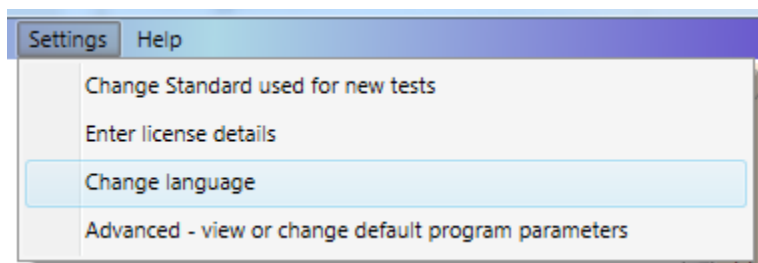 Settings Help
Change Standard used for new tests
Enter license details
Change language
Advanced - view or change default program parameters